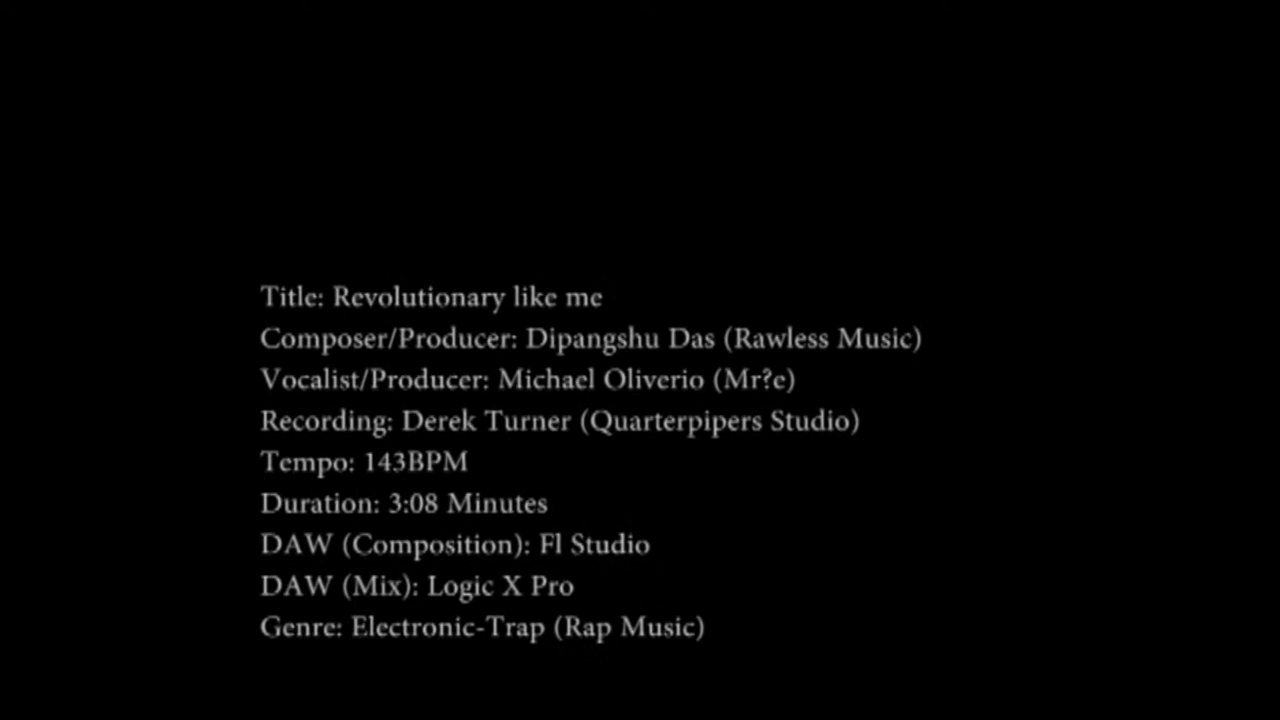 Title: Revolutionary like me
Composer/Producer: Dipangshu Das (Rawless Music)
Vocalist/Producer: Michael Oliverio (Mr?e)
Recording: Derek Turner (Quarterpipers Studio)
Tempo: 143BPM
Duration: 3:08 Minutes
DAW (Composition): Fl Studio
DAW (Mix): Logic X Pro
Genre: Electronic-Trap (Rap Music)